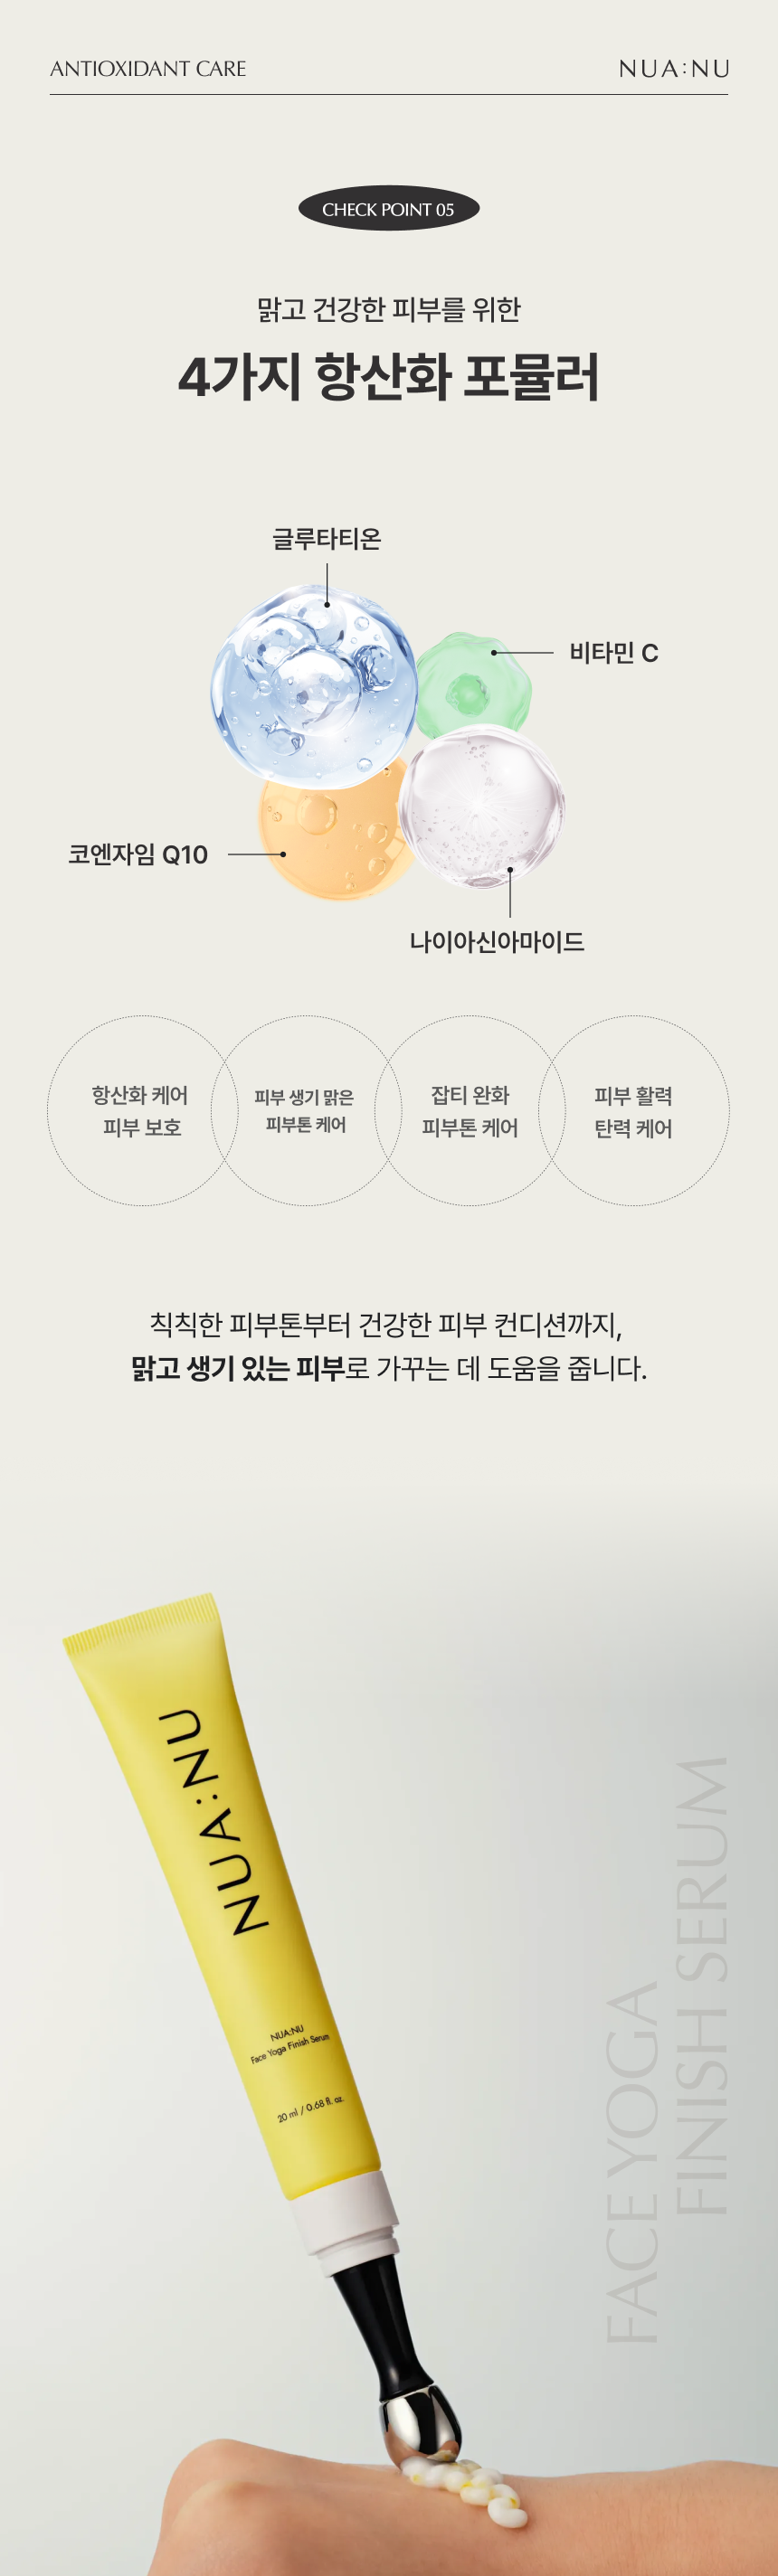 ANTIOXIDANT CARE
NUA:NU
CHECK POINT 05
맑고 건강한 피부를 위한
4가지 항산화 포뮬러
글루타티온
비타민 C
코엔자임 Q10
나이아신아마이드
항산화 케어
피부 보호
피부 생기 맑은
피부톤 케어
잡티 완화
피부톤 케어
피부 활력
탄력 케어
칙칙한 피부톤부터 건강한 피부 컨디션까지,
맑고 생기 있는 피부로 가꾸는 데 도움을 줍니다.
NUA:NU
NUA:NU
Face Yoga Finish Serum
20 ml / 0.68 fl. oz.
FACE YOGA
FINISH SERUM